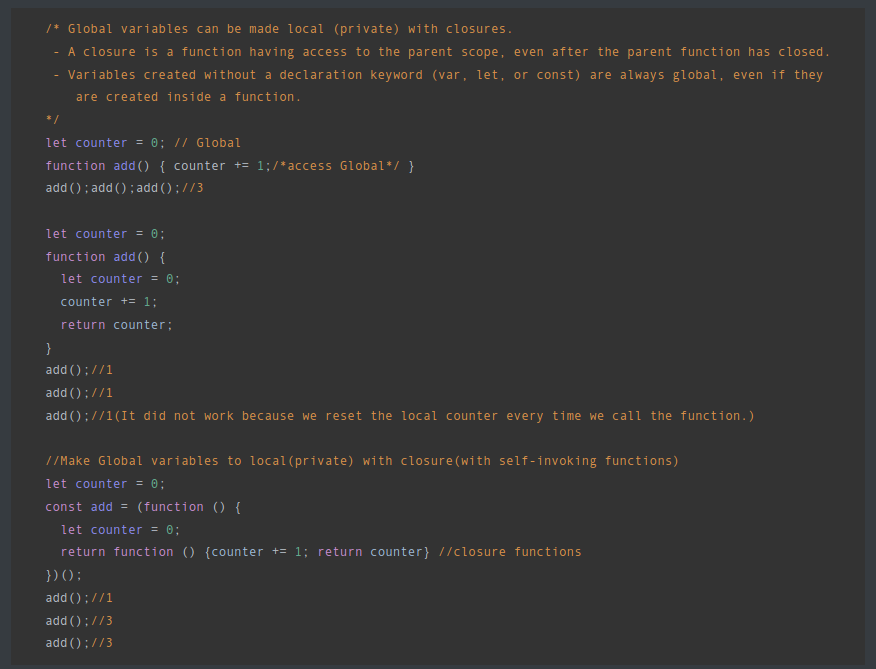 /* Global variables can be made local (private) with closures.
 - A closure is a function having access to the parent scope, even after the parent function has closed.
 - Variables created without a declaration keyword (var, let, or const) are always global, even if they
    are created inside a function.
*/
let counter = 0; // Global
function add() { counter += 1;/*access Global*/ }
add();add();add();//3

let counter = 0;
function add() {
  let counter = 0;
  counter += 1;
  return counter;
}
add();//1
add();//1
add();//1(It did not work because we reset the local counter every time we call the function.)

//Make Global variables to local(private) with closure(with self-invoking functions)
let counter = 0;
const add = (function () {
  let counter = 0;
  return function () {counter += 1; return counter} //closure functions
})();
add();//1
add();//3
add();//3